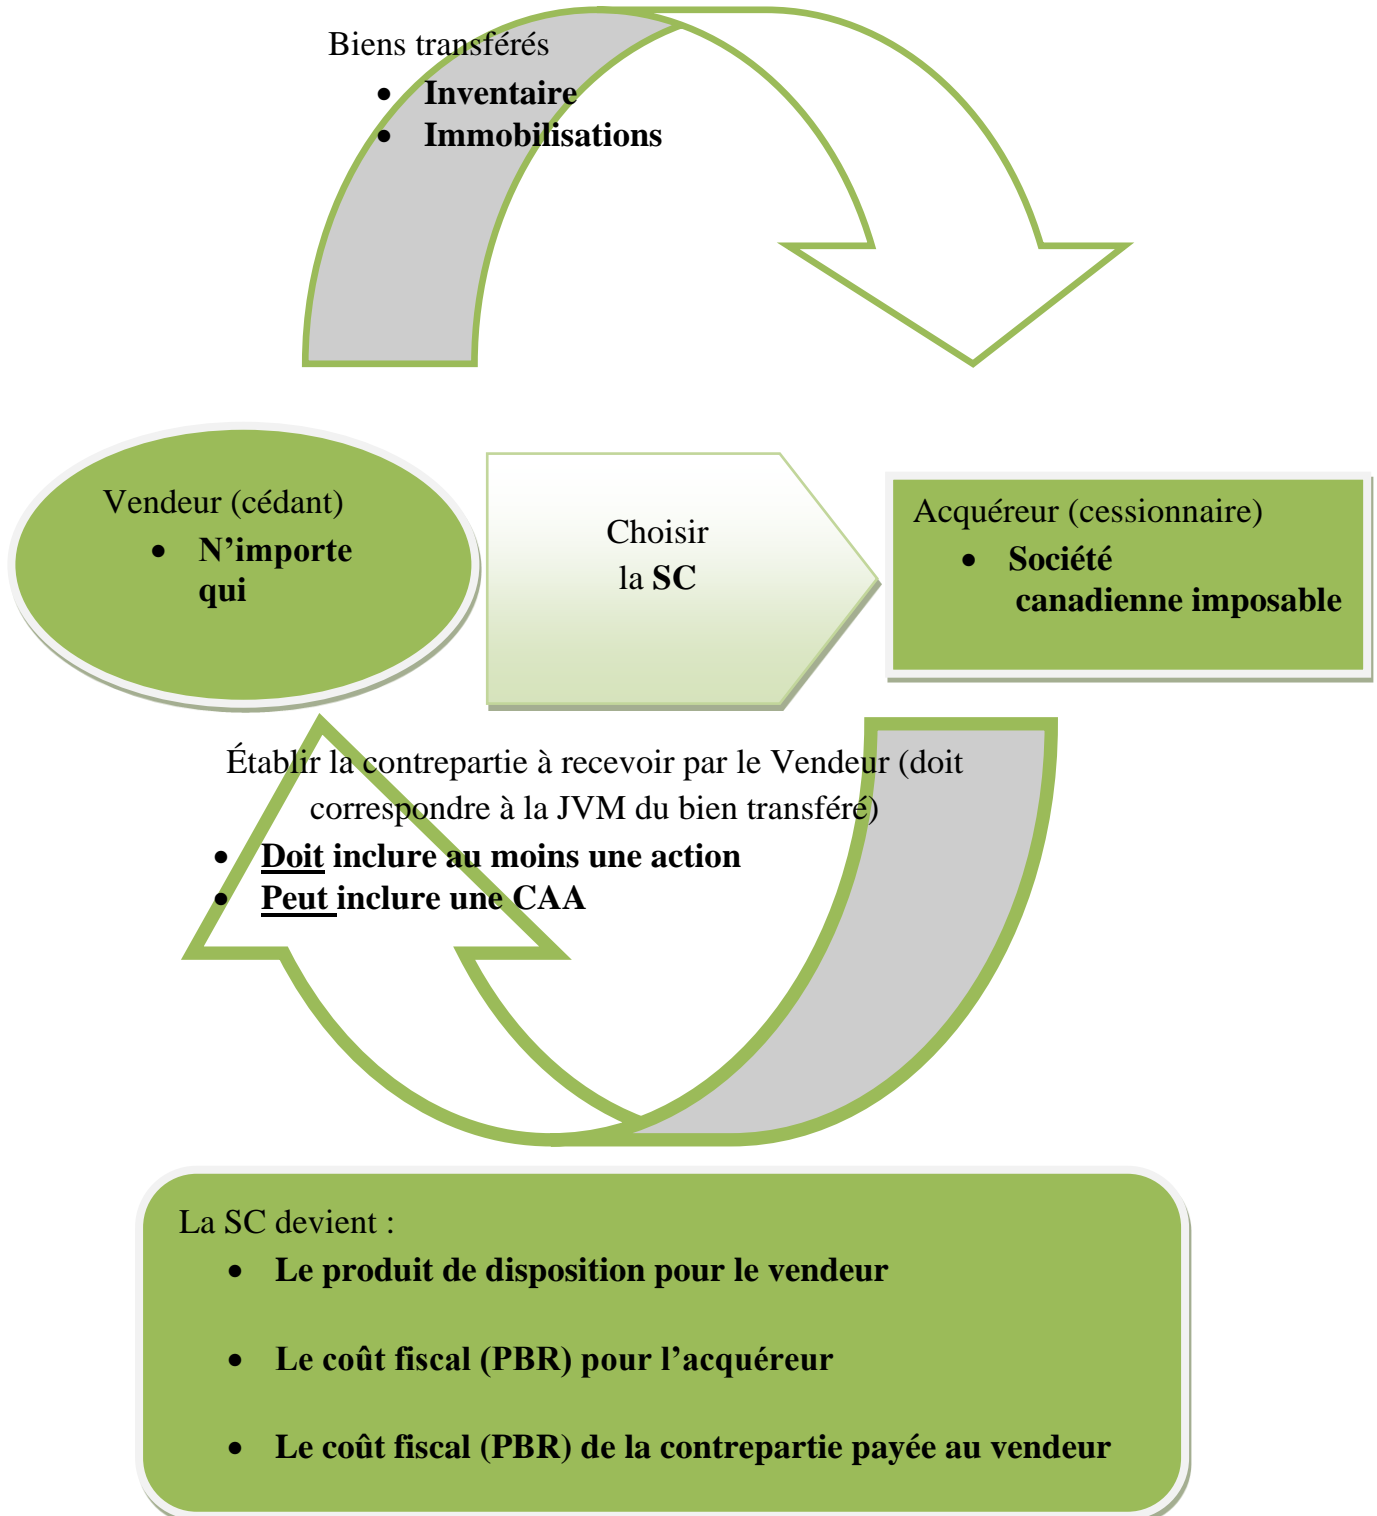 Biens transférés
• Inventaire
• Immobilisations
Vendeur (cédant)
• N’importe
qui
Choisir
la SC
Acquéreur (cessionnaire)
• Société
canadienne imposable
Établir la contrepartie à recevoir par le Vendeur (doit
correspondre à la JVM du bien transféré)
• Doit inclure au moins une action
• Peut inclure une CAA
La SC devient :
• Le produit de disposition pour le vendeur
• Le coût fiscal (PBR) pour l’acquéreur
• Le coût fiscal (PBR) de la contrepartie payée au vendeur